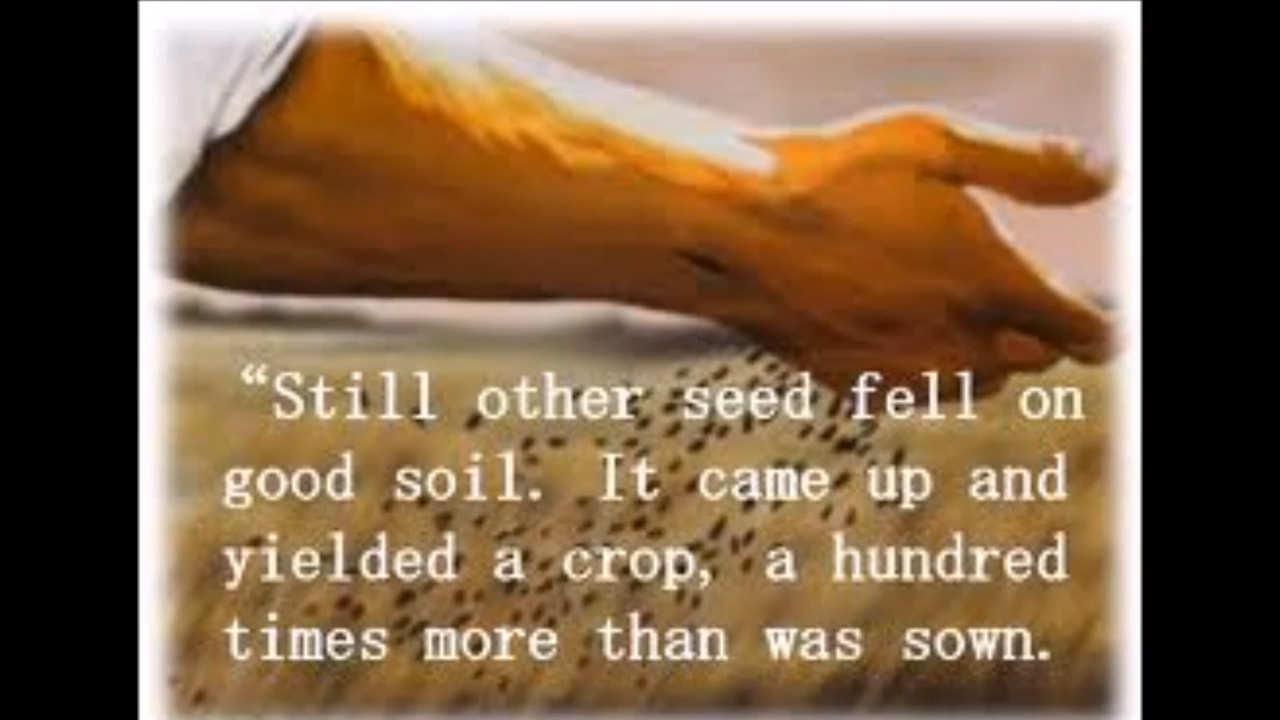 “Still other seed fell on
good soil. It came up and
yielded a crop, a hundred
times more than was sown.